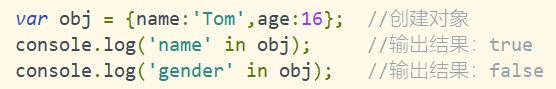 var obj = {name:'Tom',age:16};  //创建对象
console.log('name' in obj);    //输出结果：true
console.log('gender' in obj);   //输出结果：false